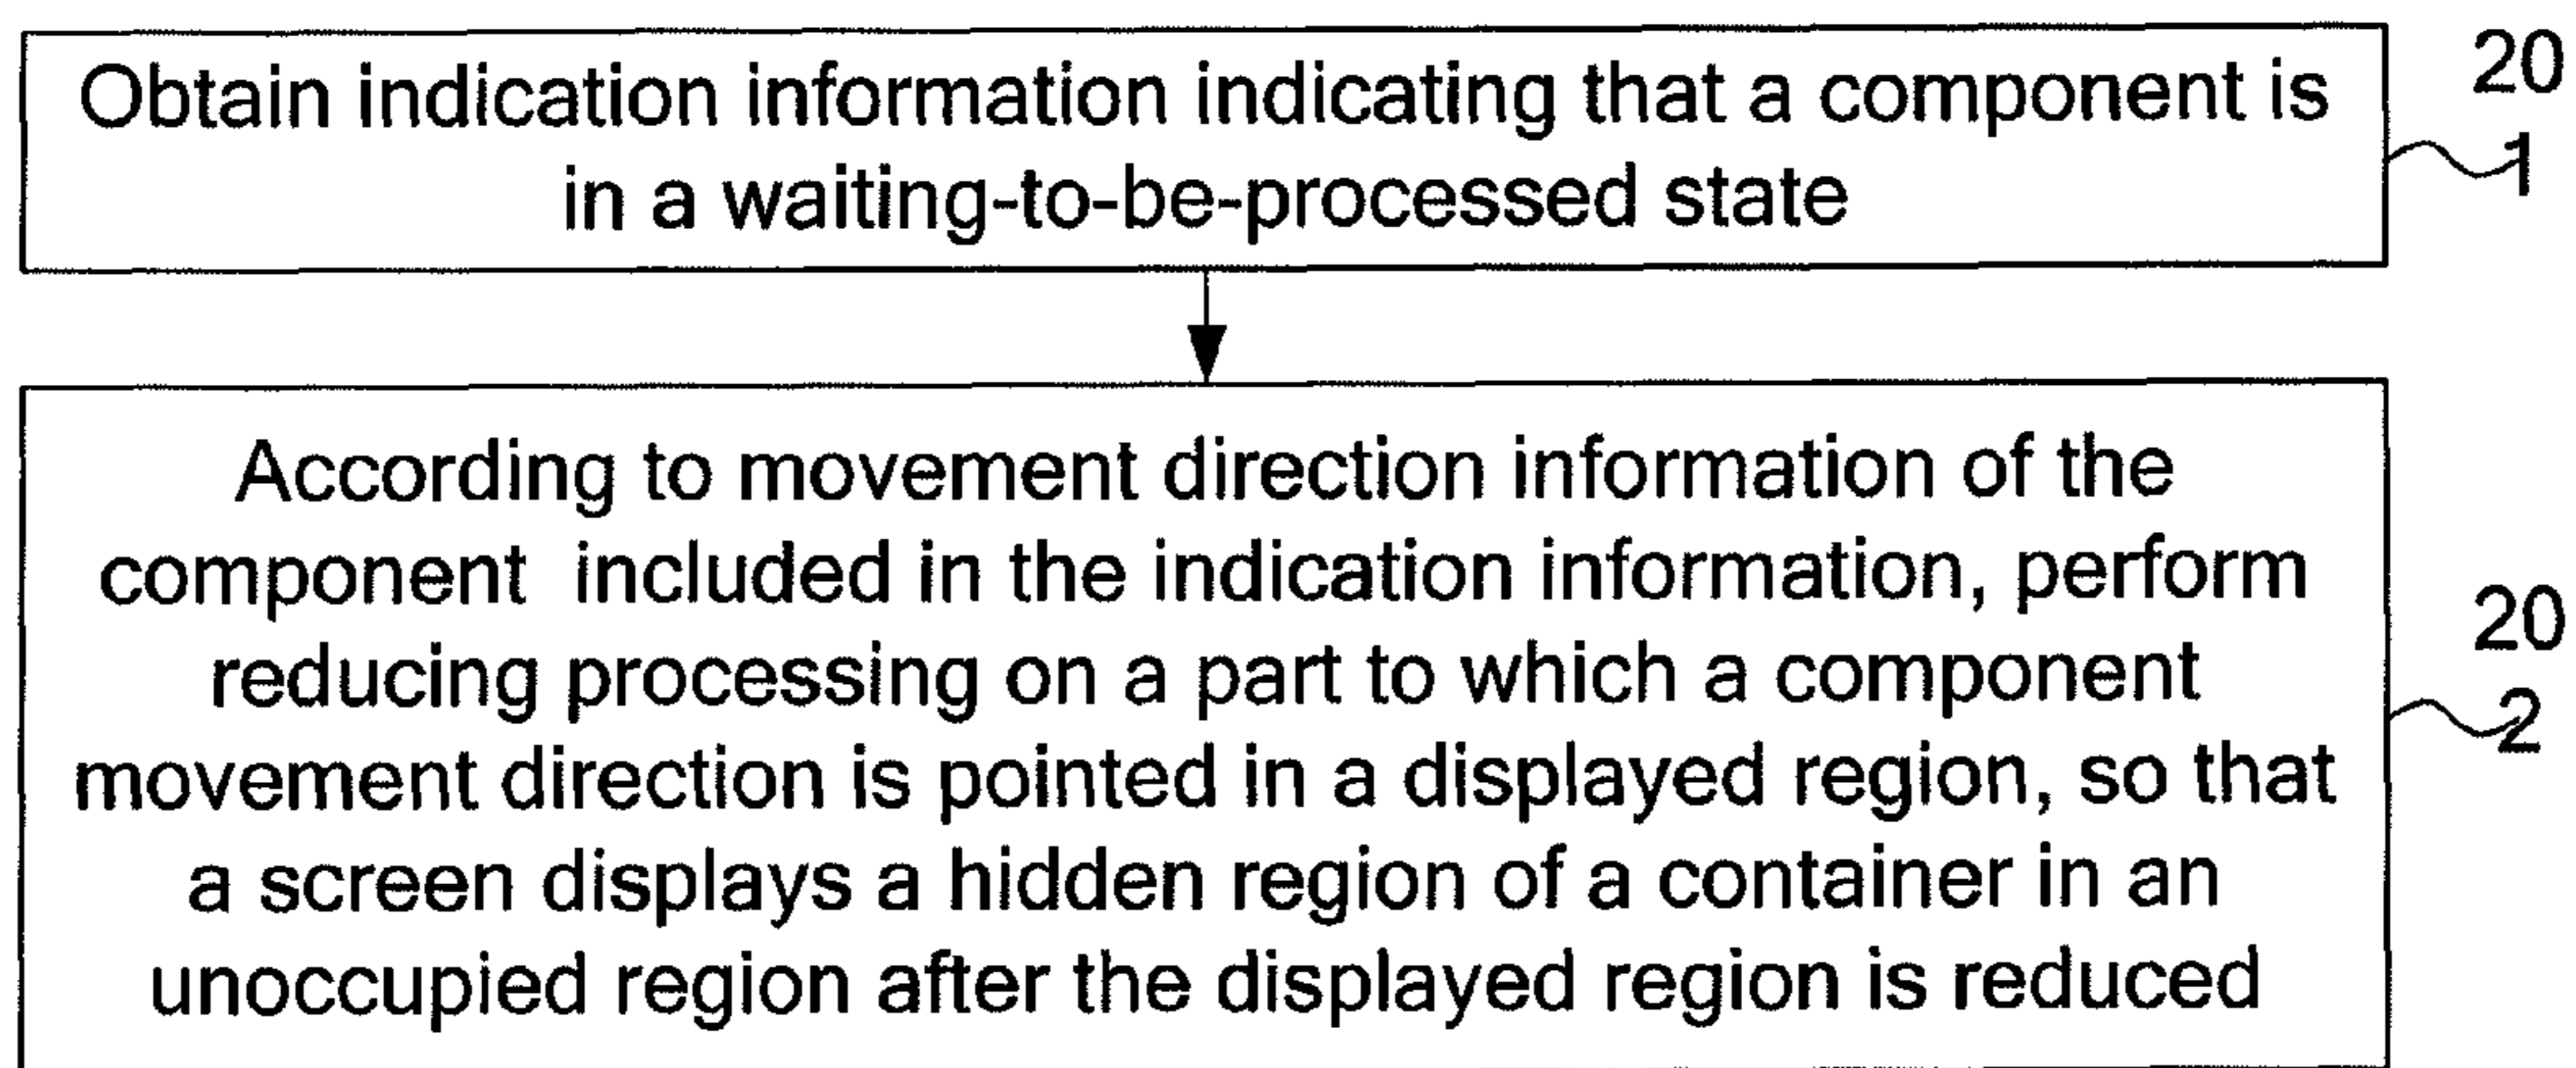 Obtain indication information indicating that a component is
in a waiting-to-be-processed state
20
1
According to movement direction information of the
component included in the indication information, perform
reducing processing on a part to which a component
movement direction is pointed in a displayed region, so that
a screen displays a hidden region of a container in an
unoccupied region after the displayed region is reduced
20
2